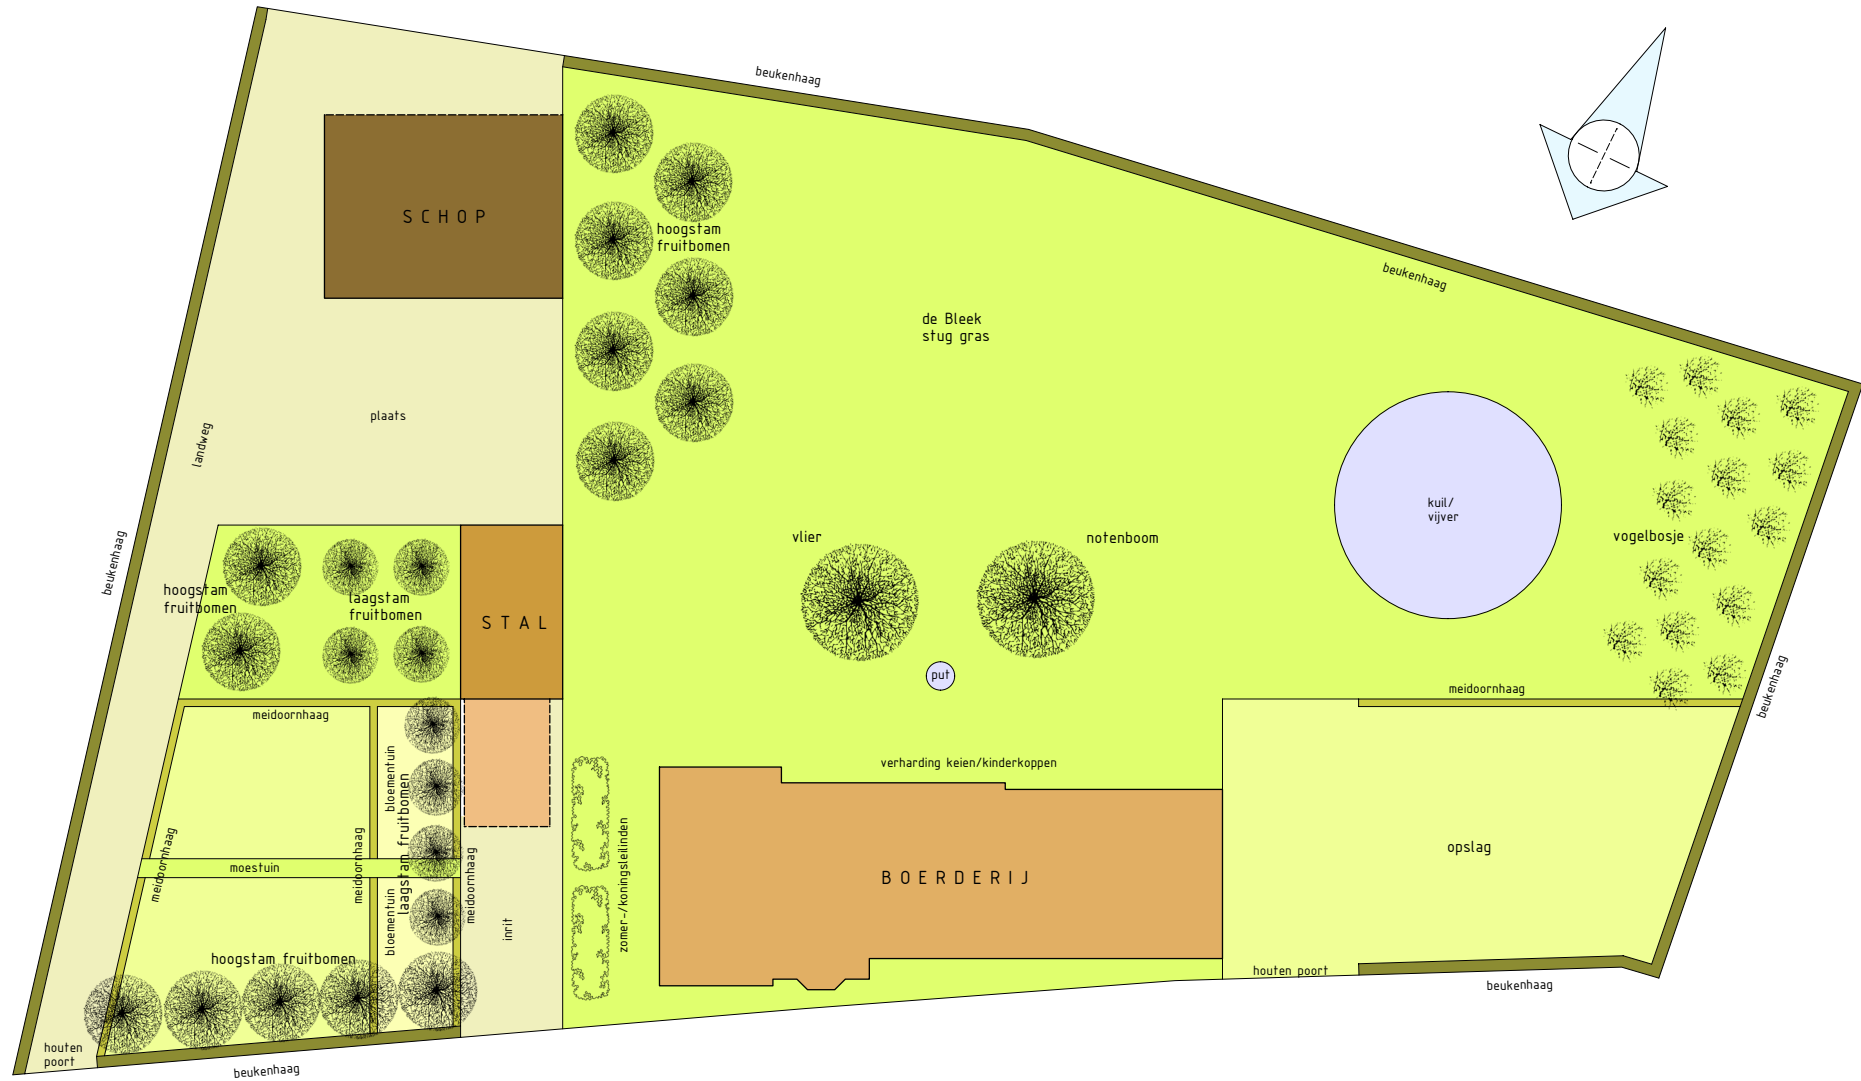 beukenhaag
SCHOP
hoogstam
fruitbomen
beukenhaag
de Bleek
stug gras
plaats
landweg
kuil/
vijver
vlier
notenboom
vogelbosje
beukenhaag
hoogstam
fruitbomen
laagstam
fruitbomen
STAL
put
meidoornhaag
beukenhaag
meidoornhaag
bloementuin
laagstam fruitbomen
verharding keien/kinderkoppen
meidoornhaag
moestuin
meidoornhaag
meidoornhaag
zomer-/koningsleilinden
BOERDERIJ
opslag
bloementuin
inrit
hoogstam fruitbomen
houten poort
beukenhaag
houten
poort
beukenhaag